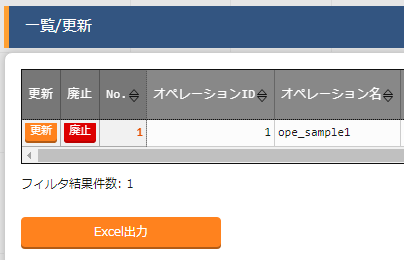 一覧/更新
更新 廃止 No. オペレーションID オペレーション名
更新 廃止 1 1 ope_sample1
フィルタ結果件数: 1
Excel出力